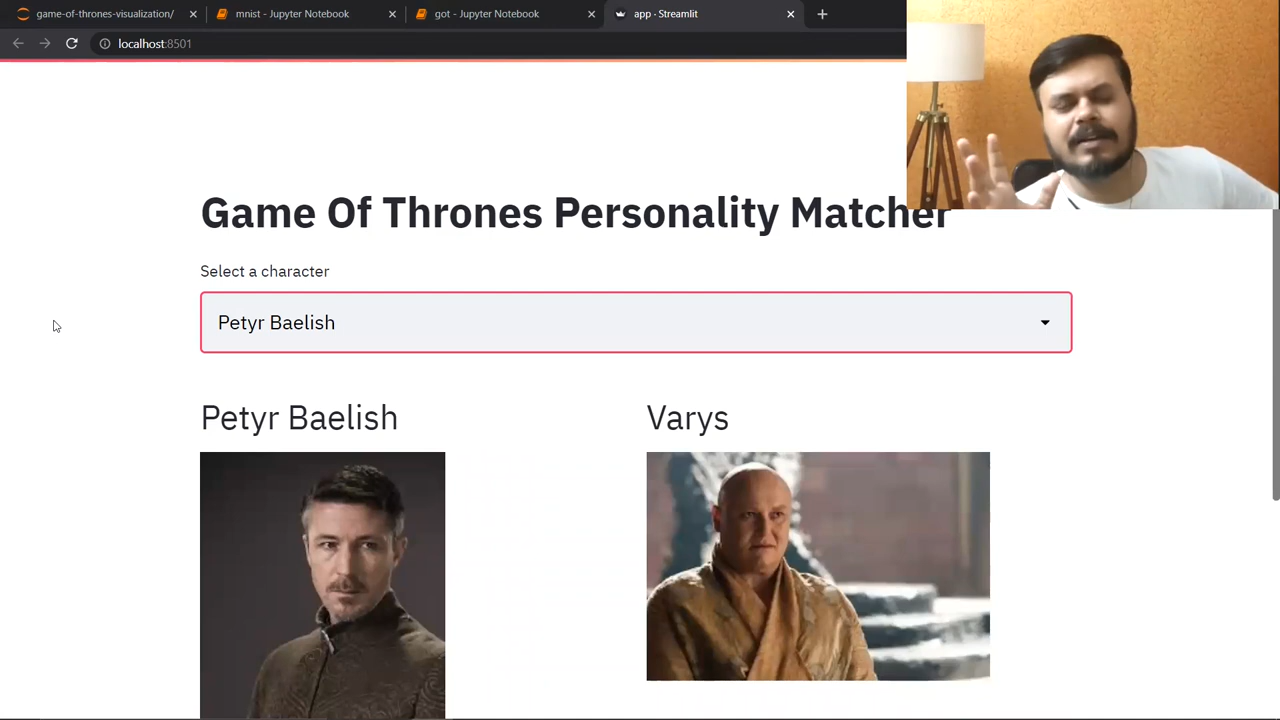 game-of-thrones-visualization/
mnist - Jupyter Notebook
got - Jupyter Notebook
app · Streamlit
localhost:8501
Game Of Thrones Personality Matcher
Select a character
Petyr Baelish
Petyr Baelish
Varys